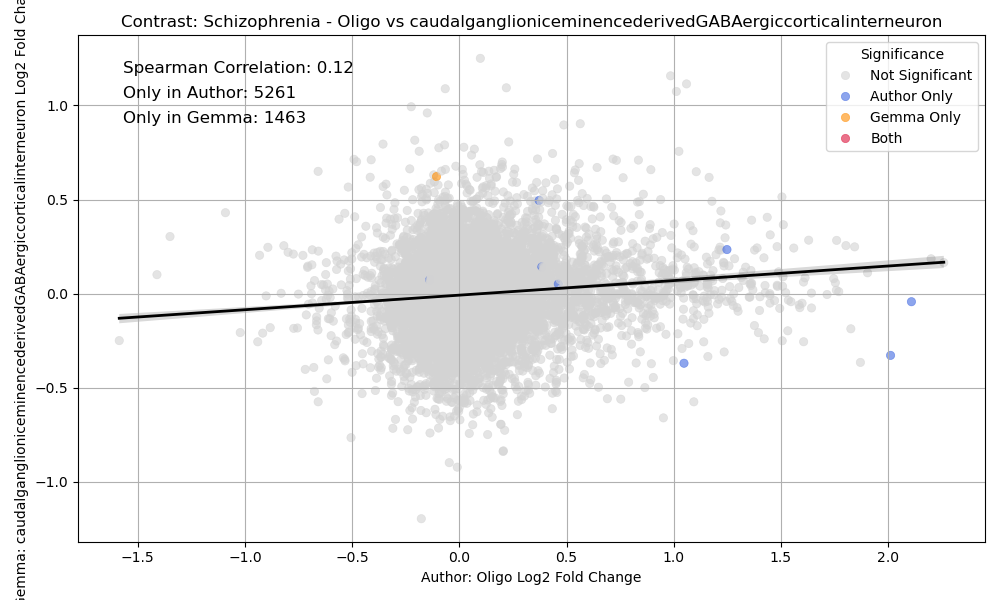 Contrast: Schizophrenia - Oligo vs caudalganglioniceminencederivedGABAergiccorticalinterneuron
Spearman Correlation: 0.12
Only in Author: 5261
Only in Gemma: 1463
Significance
Not Significant
Author Only
Gemma Only
Both
1.0
0.5
0.0
−0.5
−1.0
−1.5
−1.0
−0.5
0.0
0.5
1.0
1.5
2.0
Author: Oligo Log2 Fold Change
caudalganglioniceminencederivedGABAergiccorticalinterneuron Log2 Fold